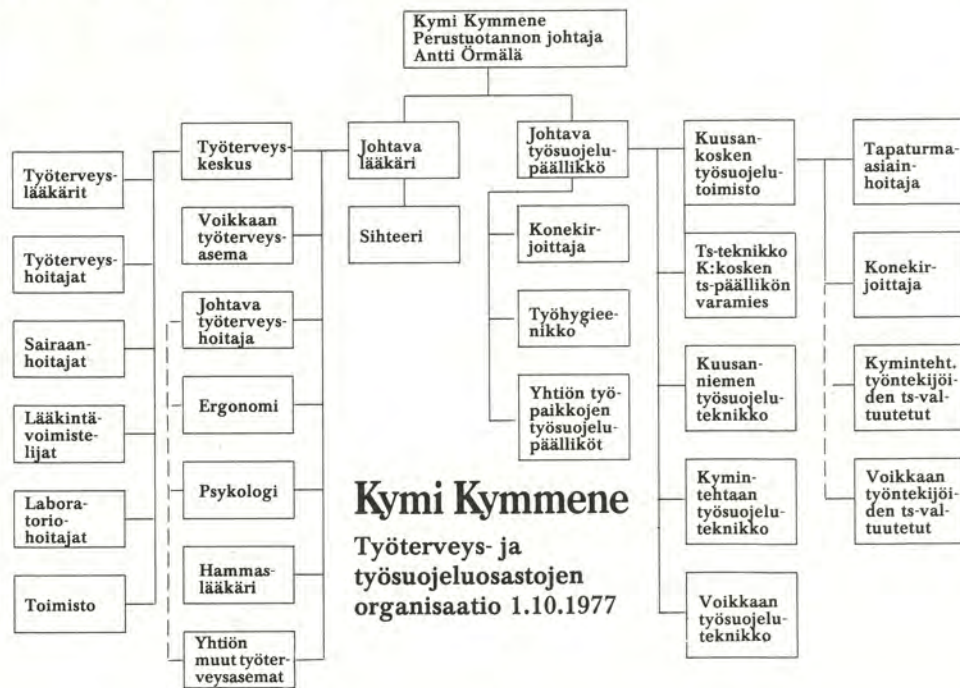 Kymi Kymmene
Perustuotannon johtaja
Antti Örmälä
Työterveys-
lääkärit
Työterveys-
hoitajat
Sairaan-
hoitajat
Lääkintä-
voimiste-
lijat
Labora-
torio-
hoitajat
Toimisto
Työterveys-
keskus
Voikkaan
työterveys-
asema
Johtava
työterveys-
hoitaja
Ergonomi
Psykologi
Hammas-
lääkäri
Yhtiön
muut työter-
veysasemat
Johtava
lääkäri
Sihteeri
Johtava
työsuojelu-
päällikkö
Konekir-
joittaja
Työhygiee-
nikko
Yhtiön työ-
paikkojen
työsuojelu-
päälliköt
Kuusan-
kosken
työsuojelu-
toimisto
Ts-teknikko
K:kosken
ts-päällikön
varamies
Kuusan-
niemen
työsuojelu-
teknikko
Kymin-
tehtaan
työsuojelu-
teknikko
Voikkaan
työsuojelu-
teknikko
Tapaturma-
asiain-
hoitaja
Konekir-
joittaja
Kyminteht.
työntekijöi-
den ts-val-
tuutetut
Voikkaan
työntekijöi-
den ts-val-
tuutetut
Kymi Kymmene
Työterveys- ja
työsuojeluosastojen
organisaatio 1.10.1977